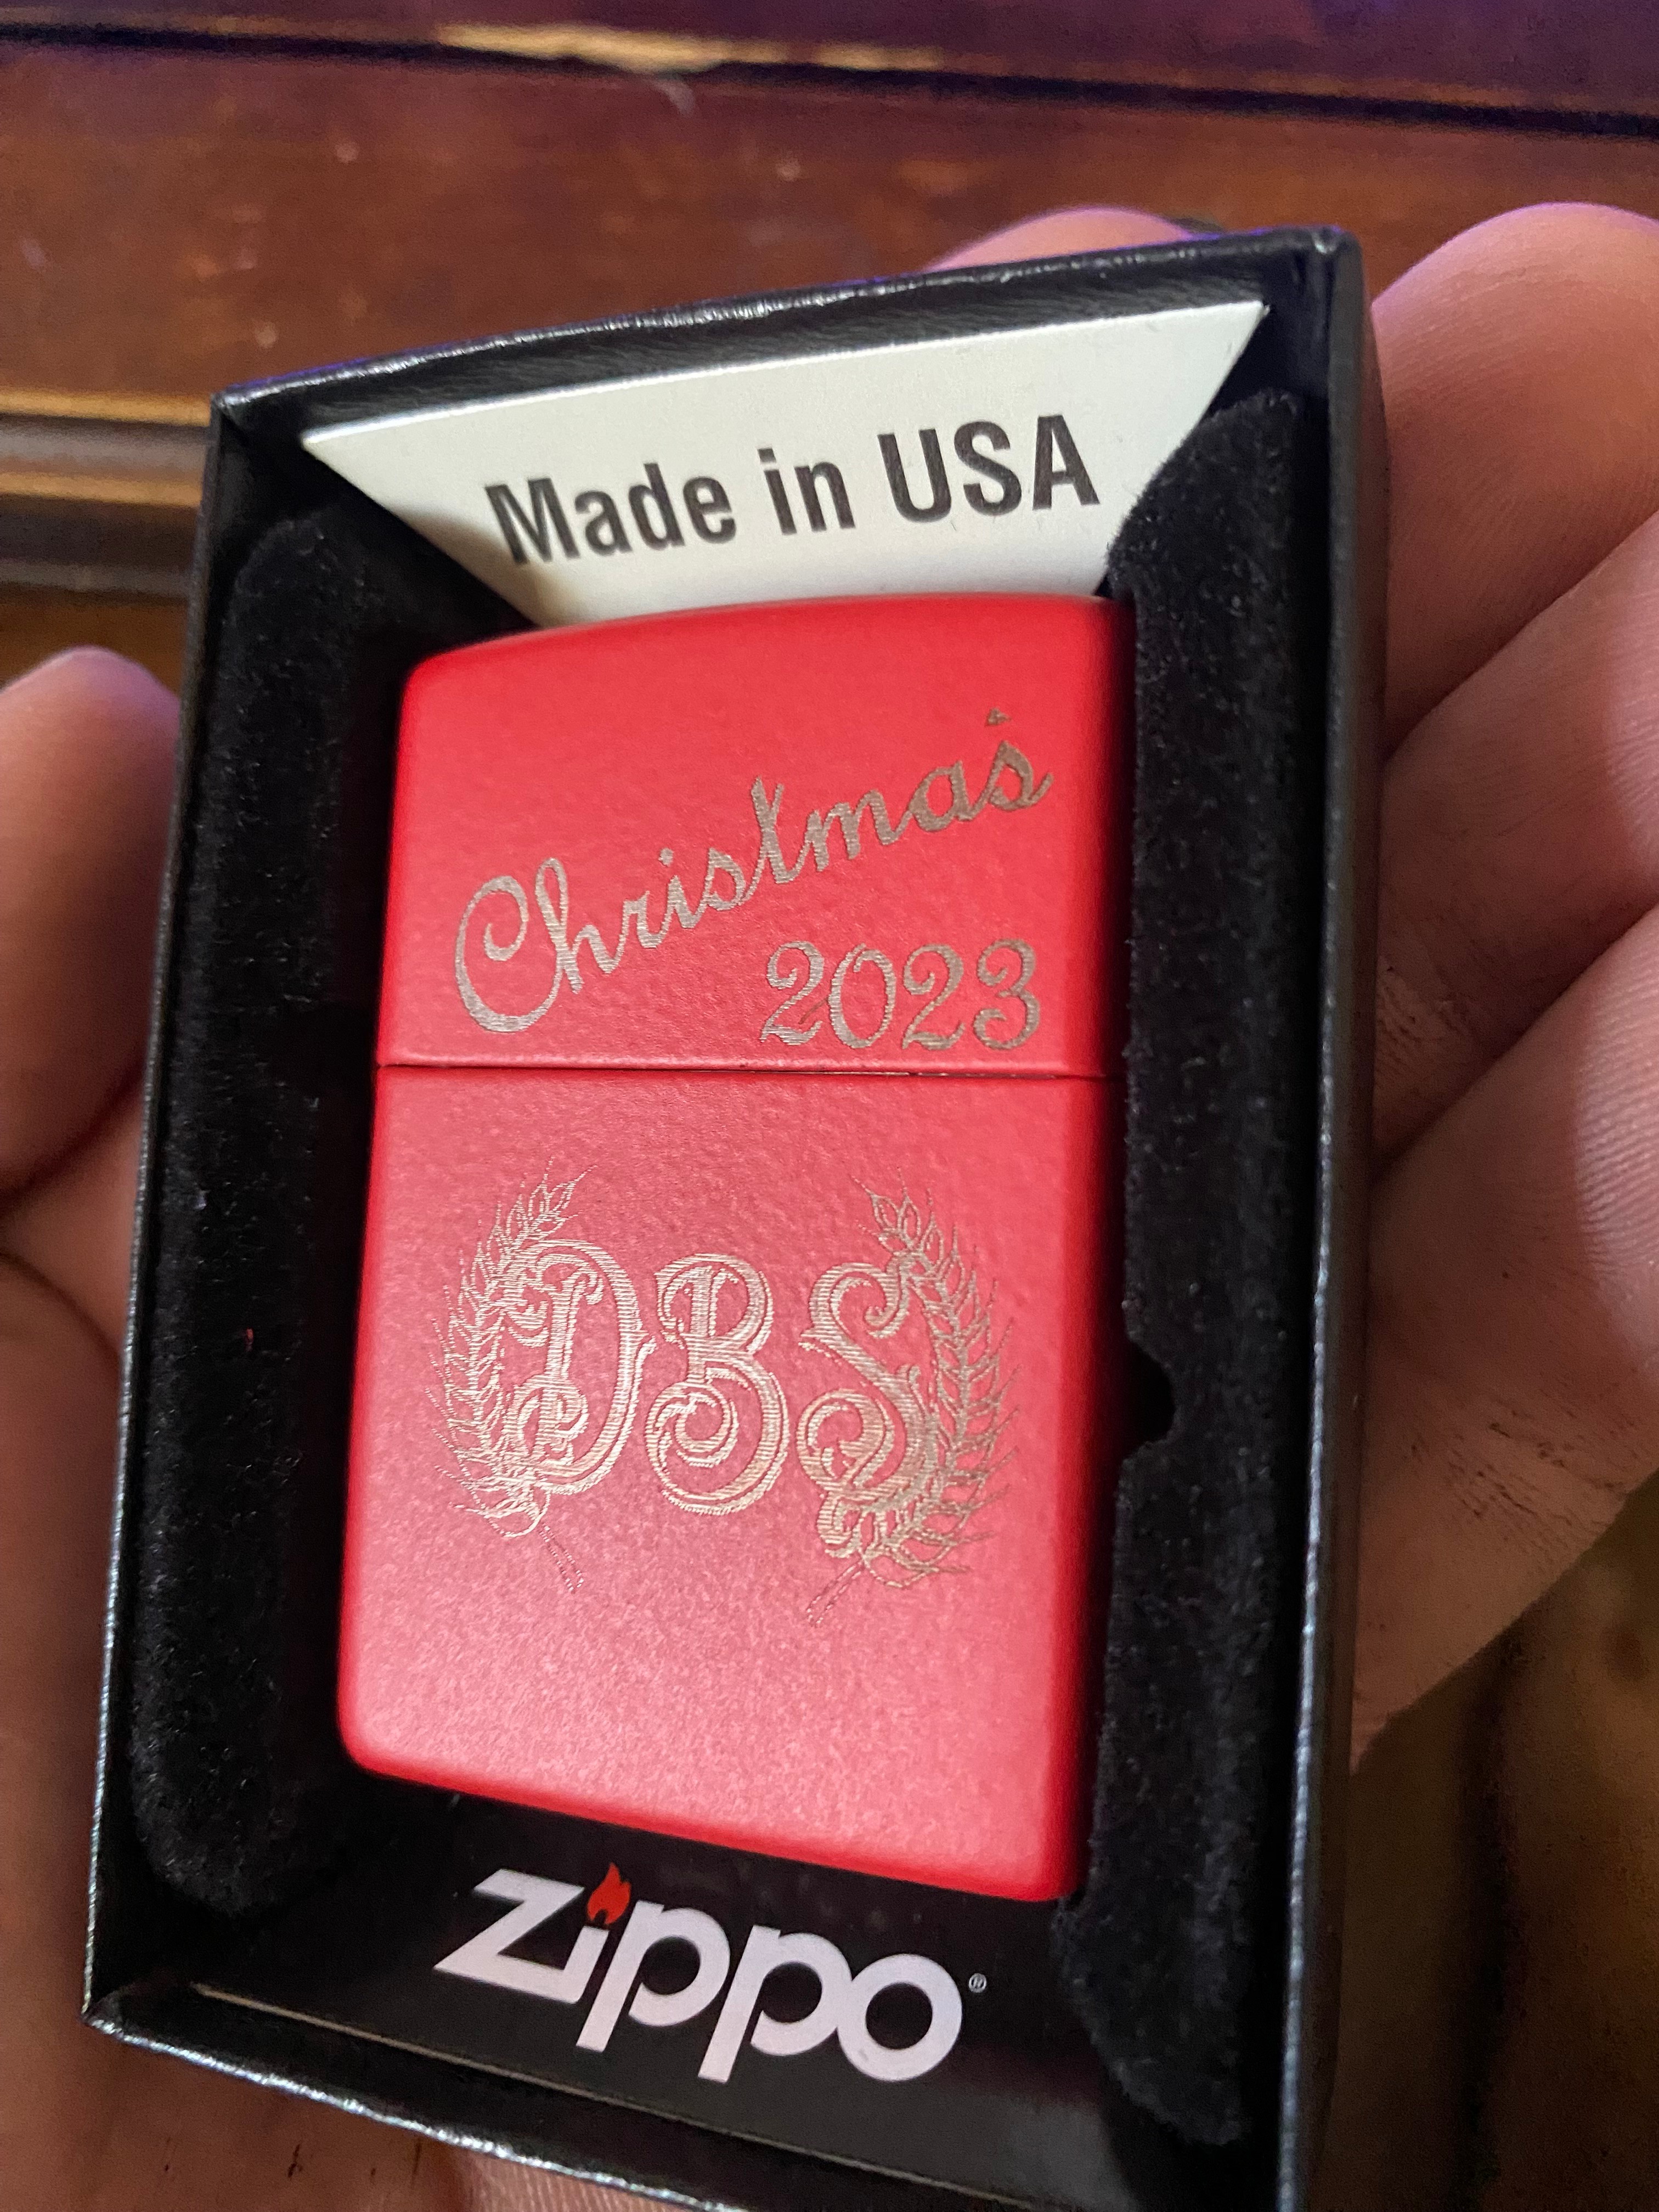 Made in USA
Christmas
2023
DBS
zippo®